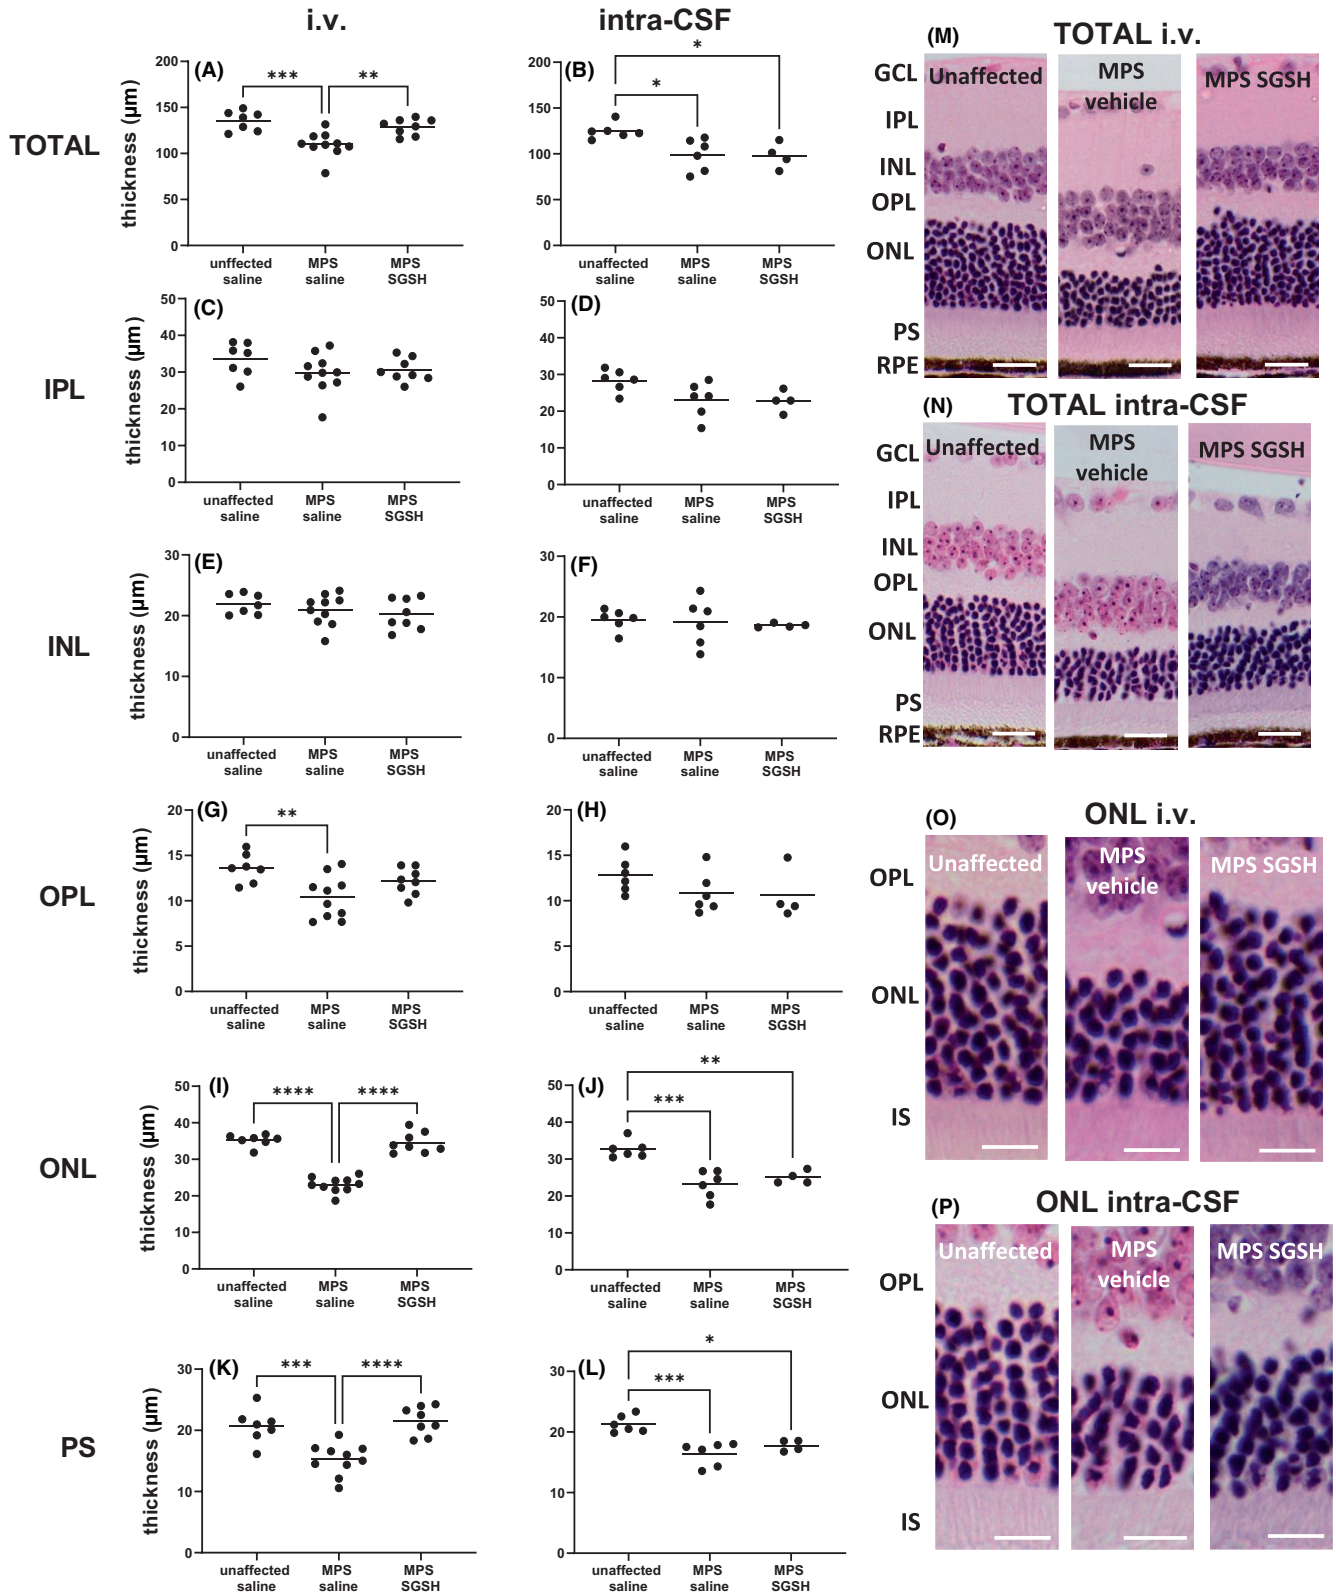 i.v.
intra-CSF
TOTAL
(A)
thickness (µm)
200
150
100
50
0
***
**
unffected saline
MPS saline
MPS SGSH
(B)
200
150
100
50
0
*
*
unaffected saline
MPS saline
MPS SGSH
IPL
(C)
thickness (µm)
50
40
30
20
10
0
unaffected saline
MPS saline
MPS SGSH
(D)
50
40
30
20
10
0
unaffected saline
MPS saline
MPS SGSH
INL
(E)
thickness (µm)
30
20
10
0
unaffected saline
MPS saline
MPS SGSH
(F)
30
20
10
0
unaffected saline
MPS saline
MPS SGSH
OPL
(G)
thickness (µm)
20
15
10
5
0
**
unaffected saline
MPS saline
MPS SGSH
(H)
20
15
10
5
0
unaffected saline
MPS saline
MPS SGSH
ONL
(I)
thickness (µm)
50
40
30
20
10
0
****
****
unaffected saline
MPS saline
MPS SGSH
(J)
50
40
30
20
10
0
**
***
unaffected saline
MPS saline
MPS SGSH
PS
(K)
thickness (µm)
30
20
10
0
***
****
unaffected saline
MPS saline
MPS SGSH
(L)
30
20
10
0
*
***
unaffected saline
MPS saline
MPS SGSH
(M)
TOTAL i.v.
Unaffected
MPS vehicle
MPS SGSH
GCL
IPL
INL
OPL
ONL
PS
RPE
(N)
TOTAL intra-CSF
Unaffected
MPS vehicle
MPS SGSH
GCL
IPL
INL
OPL
ONL
PS
RPE
(O)
ONL i.v.
Unaffected
MPS vehicle
MPS SGSH
OPL
ONL
IS
(P)
ONL intra-CSF
Unaffected
MPS vehicle
MPS SGSH
OPL
ONL
IS